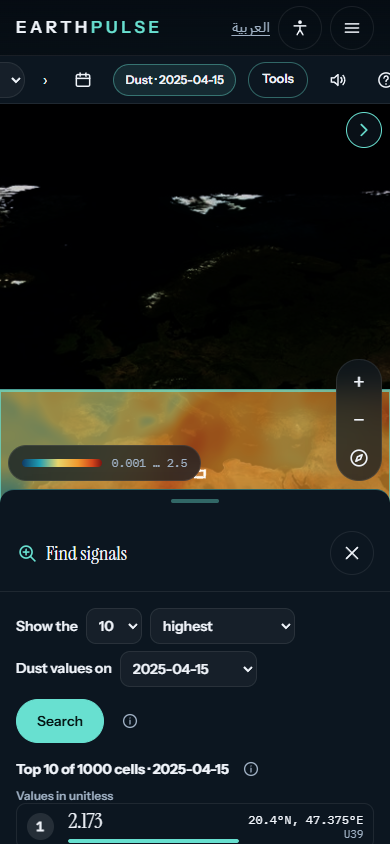 EARTHPULSE
العربية
Dust · 2025-04-15
Tools
0.001 … 2.5
Find signals
Show the 10 highest
Dust values on 2025-04-15
Search
Top 10 of 1000 cells · 2025-04-15
Values in unitless
1 2.173 20.4°N, 47.375°E
U39